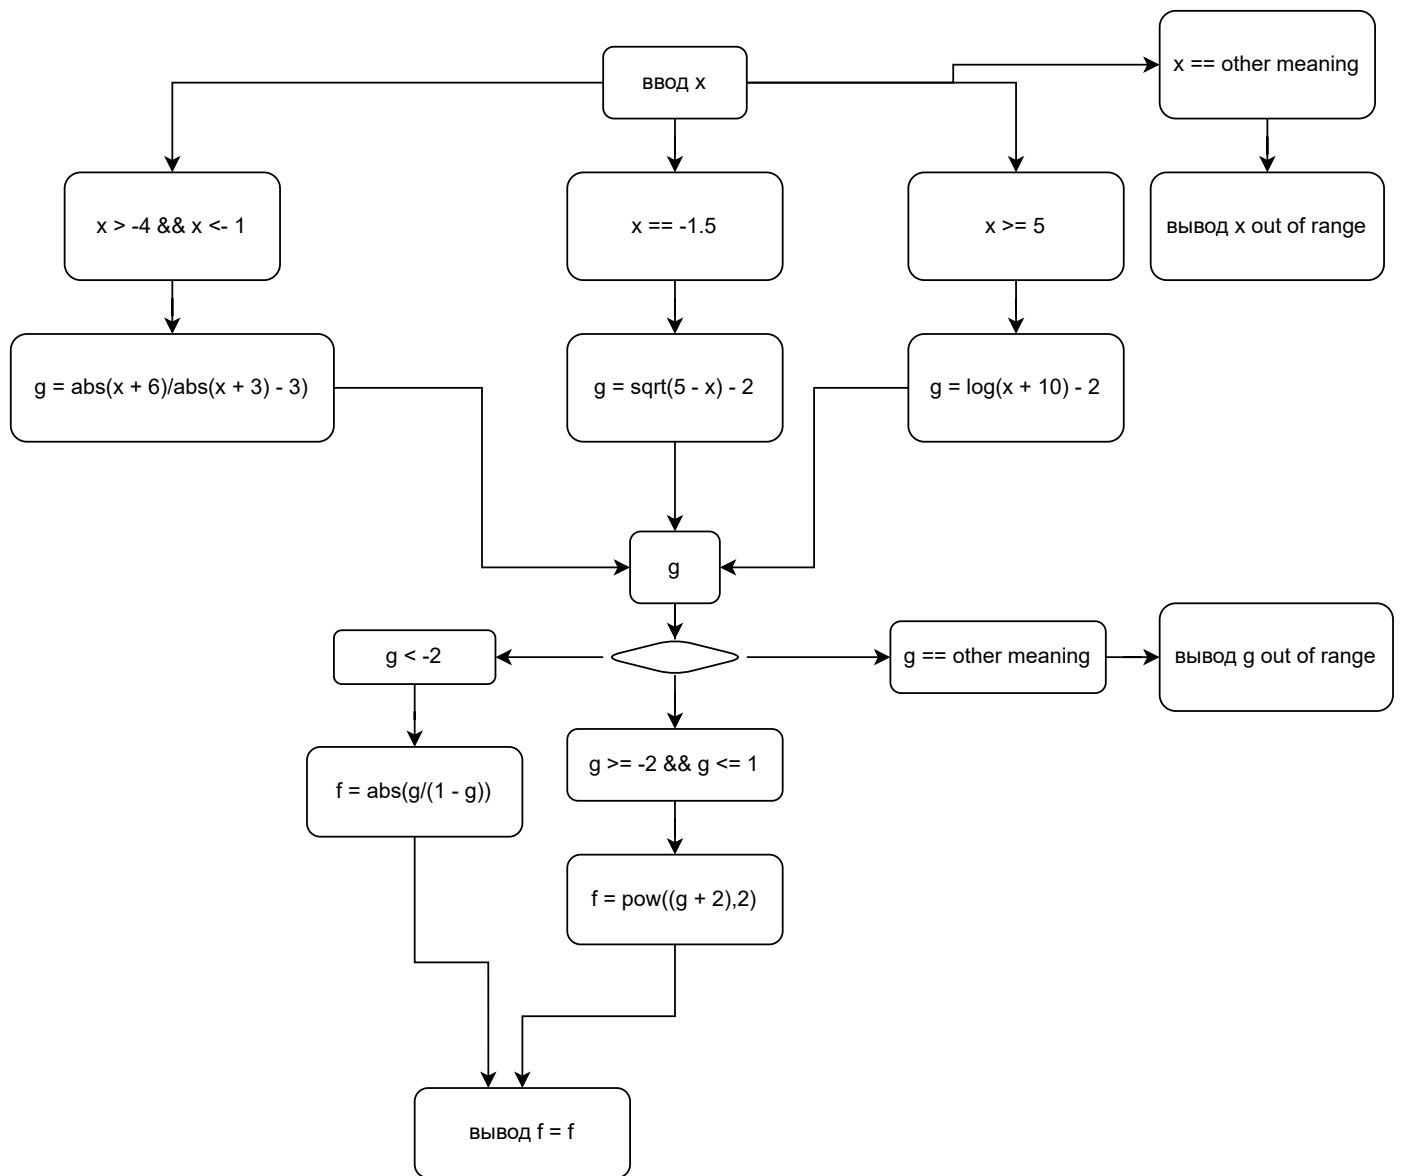 x == other meaning
ввод x
x > -4 && x <- 1
x == -1.5
x >= 5
вывод x out of range
g = abs(x + 6)/abs(x + 3) - 3)
g = sqrt(5 - x) - 2
g = log(x + 10) - 2
g
g < -2
g == other meaning
вывод g out of range
g >= -2 && g <= 1
f = abs(g/(1 - g))
f = pow((g + 2),2)
вывод f = f